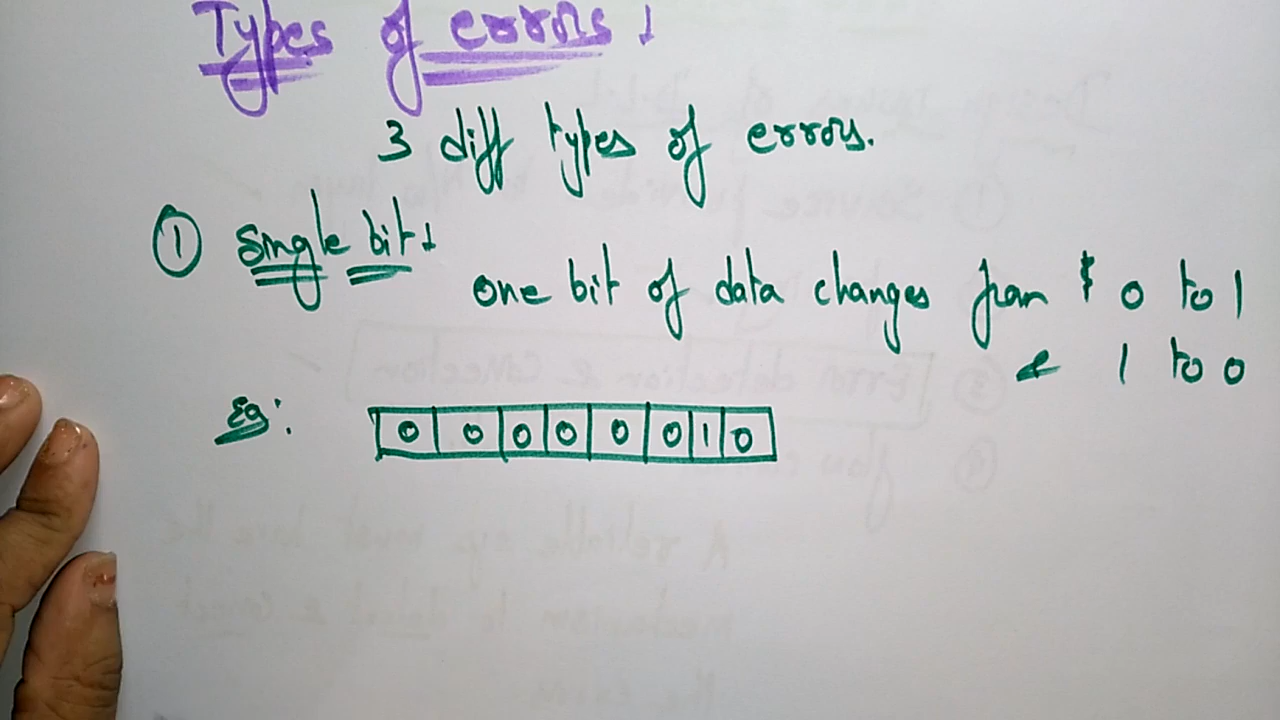 Types of errors:
3 diff types of errors.
① single bit:
one bit of data changes from 0 to 1
& 1 to 0
Eg:
0 0 0 0 0 0 1 0